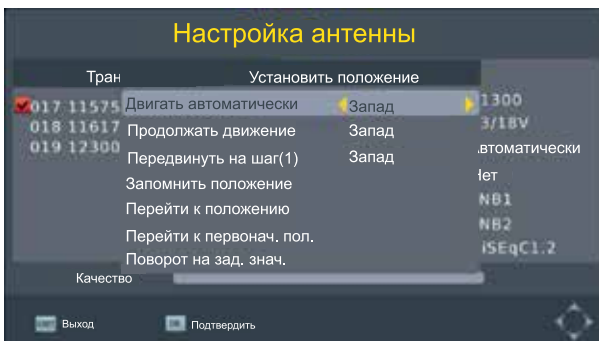 Настройка антенны
Тран
Установить положение
017 11575
Двигать автоматически
Запад
1300
018 11617
Продолжать движение
Запад
3/18V
019 12300
Передвинуть на шаг(1)
Запад
втоматически
Запомнить положение
Нет
Перейти к положению
NB1
Перейти к первонач. пол.
NB2
Поворот на зад. знач.
iSEqC1.2
Качество
Выход
Подтвердить